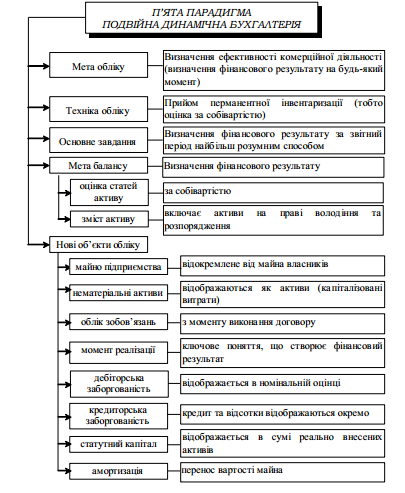 П'ЯТА ПАРАДИГМА
ПОДВІЙНА ДИНАМІЧНА БУХГАЛТЕРІЯ
Мета обліку
Визначення ефективності комерційної діяльності
(визначення фінансового результату на будь-який
момент)
Техніка обліку
Прийом перманентної інвентаризації (тобто
оцінка за собівартістю)
Основне завдання
Визначення фінансового результату за звітний
період найбільш розумним способом
Мета балансу
Визначення фінансового результату
оцінка статей
активу
за собівартістю
зміст активу
включає активи на праві володіння та
розпорядження
Нові об'єкти обліку
майно підприємства
відокремлене від майна власників
нематеріальні активи
відображаються як активи (капіталізовані
витрати)
облік зобов'язань
з моменту виконання договору
момент реалізації
ключове поняття, що створює фінансовий
результат
дебіторська
заборгованість
відображається в номінальній оцінці
кредиторська
заборгованість
кредит та відсотки відображаються окремо
статутний капітал
відображається в сумі реально внесених
активів
амортизація
перенос вартості майна